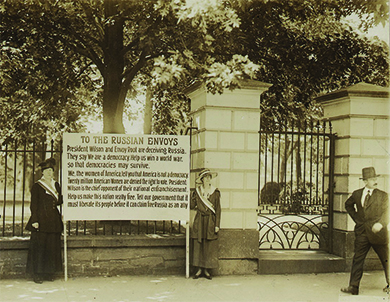 TO THE RUSSIAN ENVOYS
President Wilson and Envoy Root are deceiving Russia.
They say We are a democracy. Help us win a world war,
so that democracies may survive.
We, the women of America, tell you that America is not a democracy.
Twenty million American Women are denied the right to vote. President
Wilson is the chief opponent of their national enfranchisement.
Help us make this nation really free. Tell our government that it
must liberate its people before it can claim free Russia as an ally